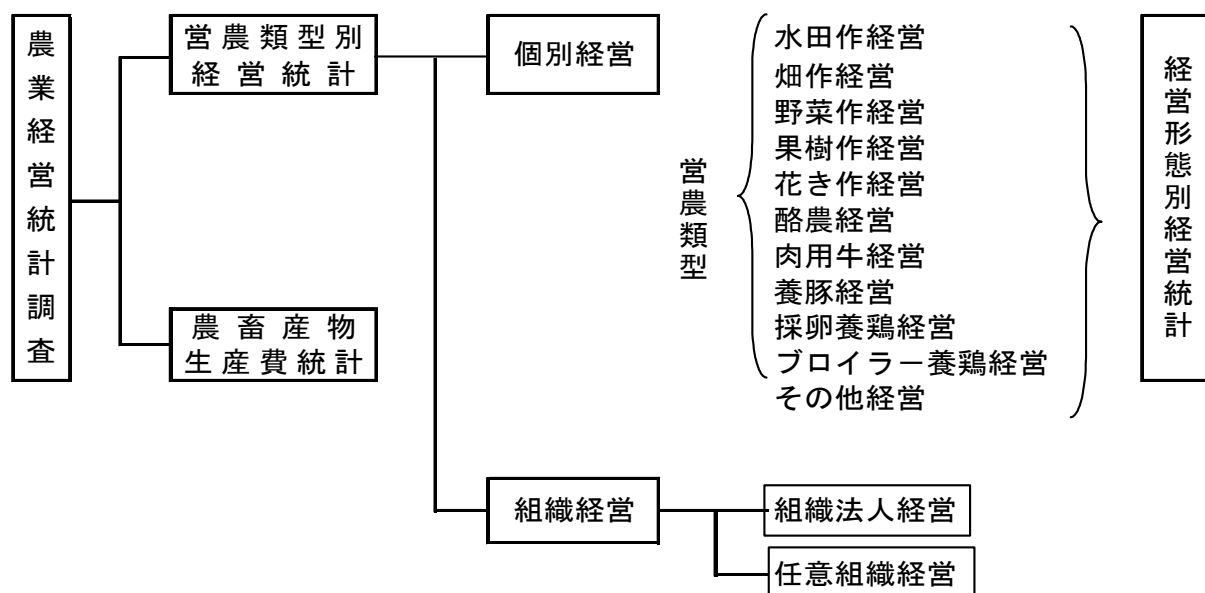 農業経営統計調査
営農類型別
経営統計
農畜産物
生産費統計
個別経営
営農類型
水田作経営
畑作経営
野菜作経営
果樹作経営
花き作経営
酪農経営
肉用牛経営
養豚経営
採卵養鶏経営
ブロイラー養鶏経営
その他経営
経営形態別経営統計
組織経営
組織法人経営
任意組織経営